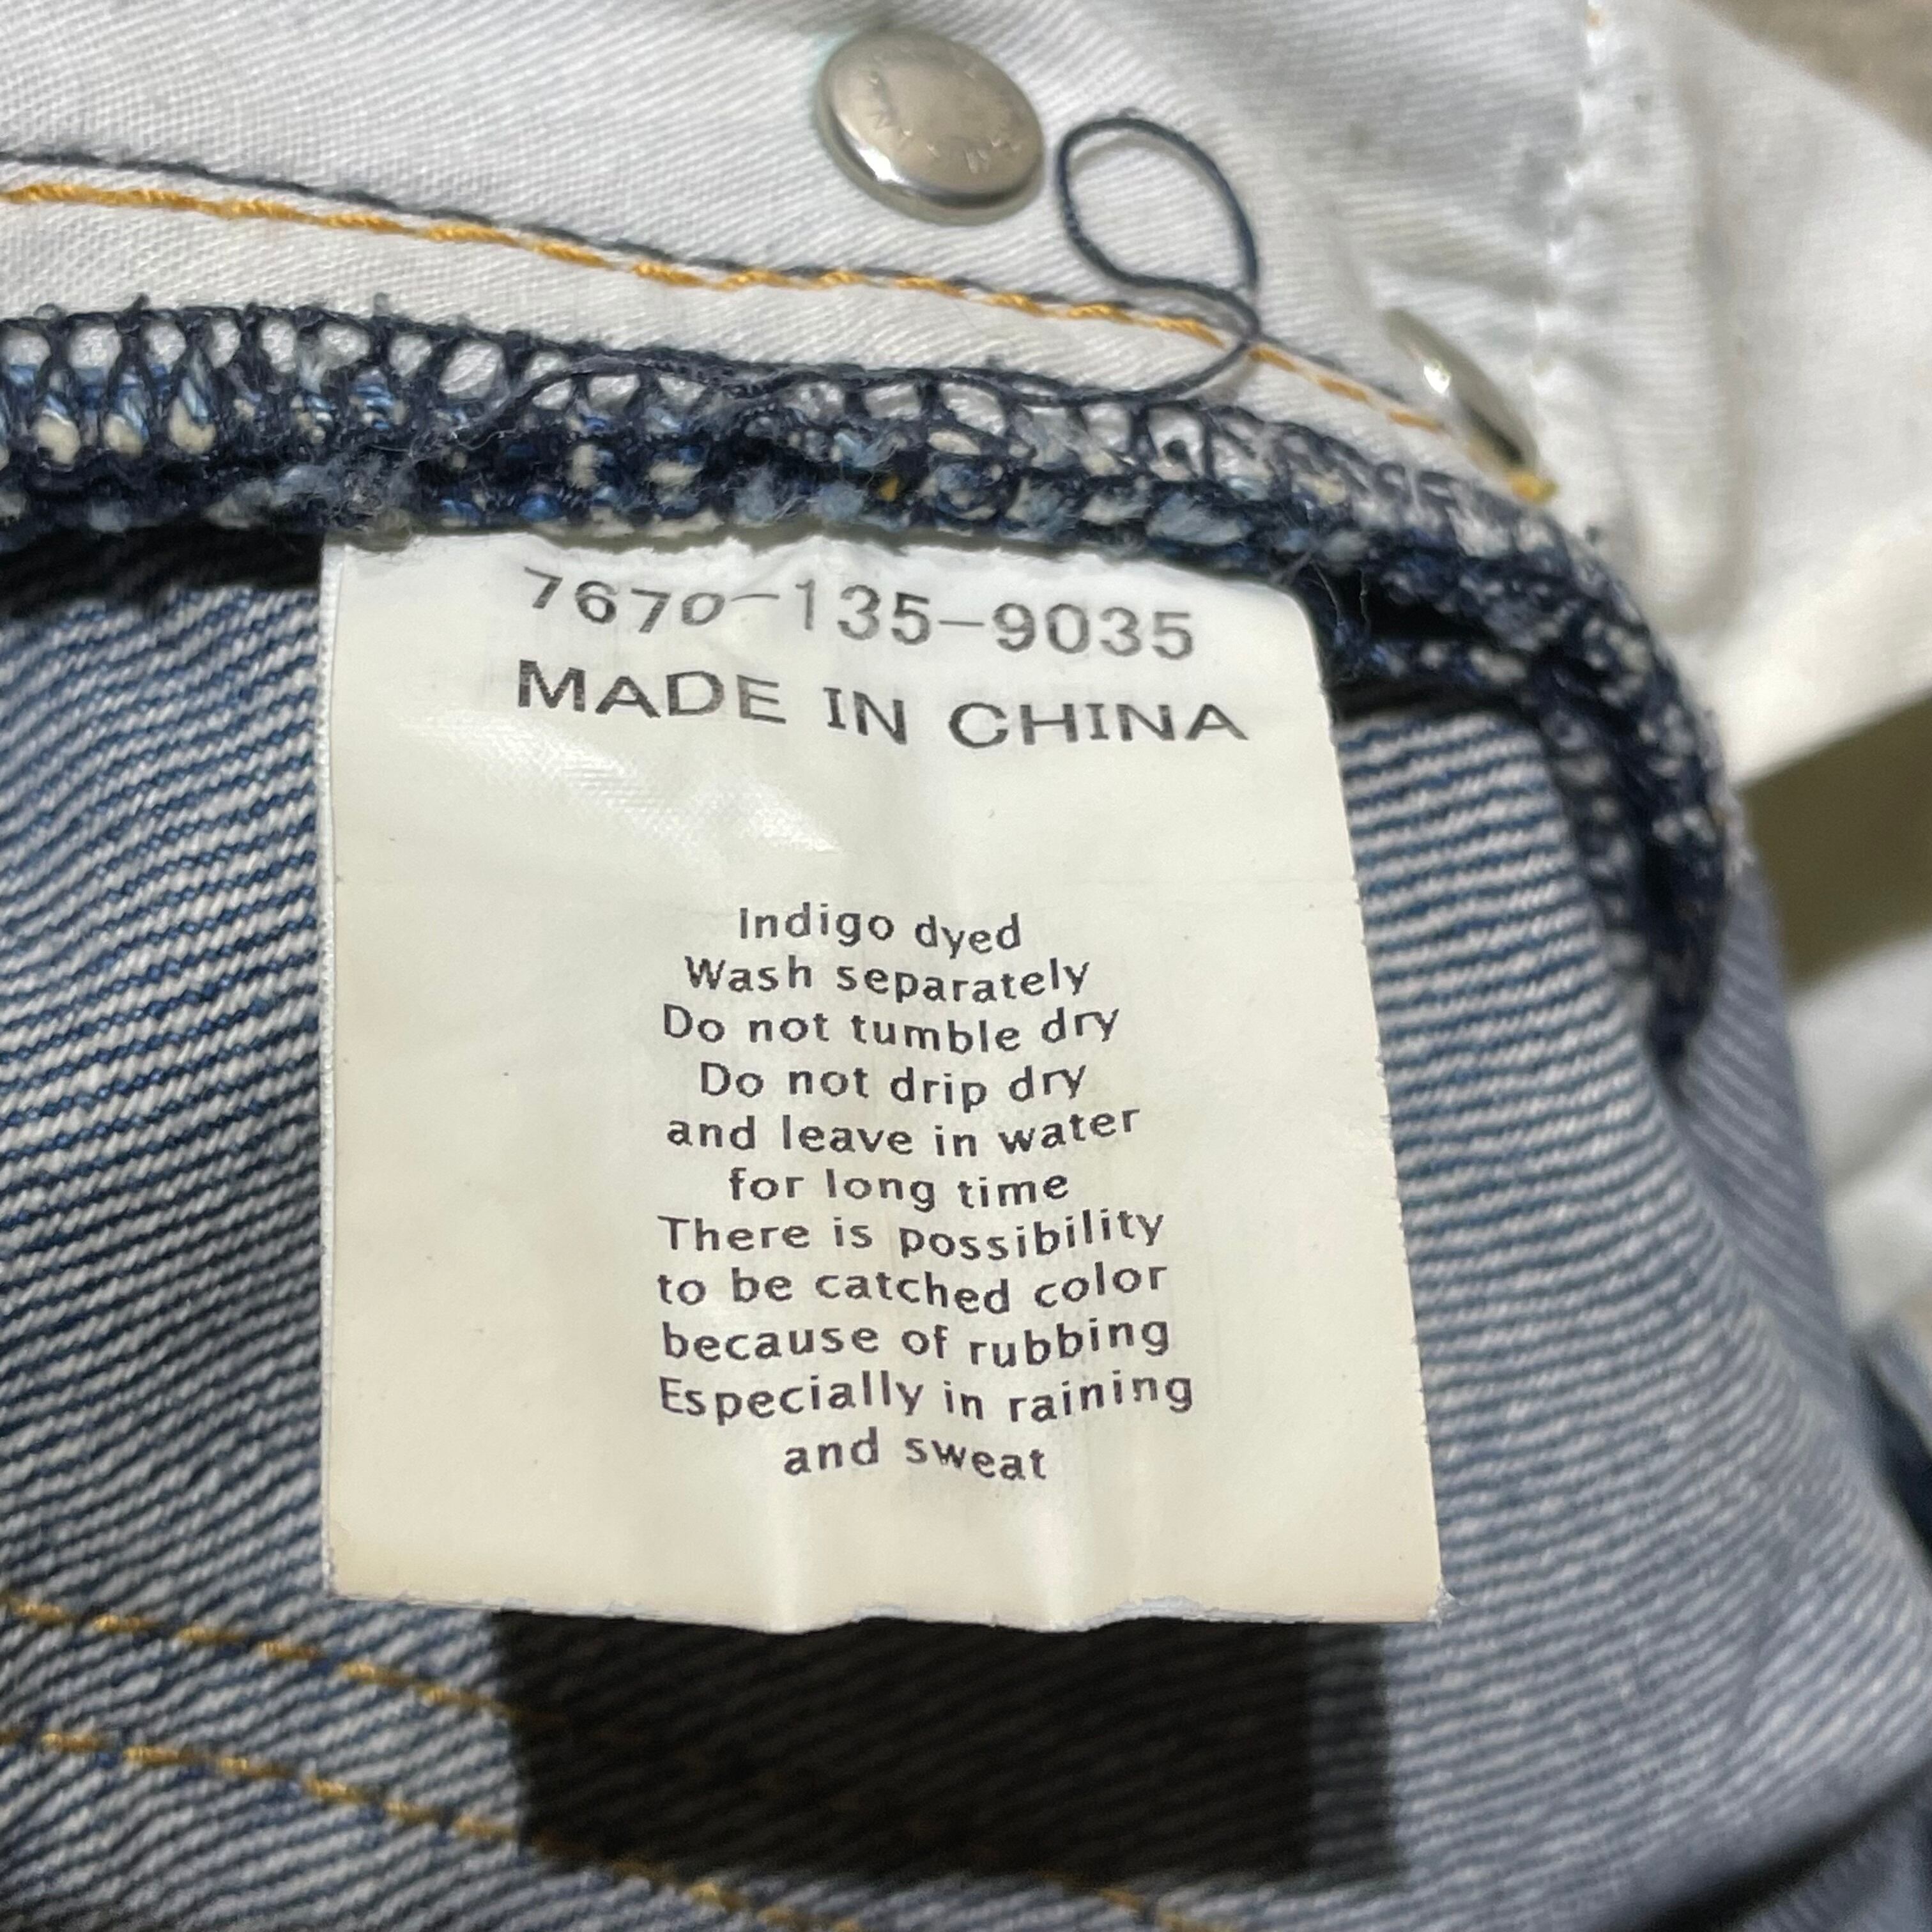 7670-135-9035
MADE IN CHINA
Indigo dyed
Wash separately
Do not tumble dry
Do not drip dry
and leave in water
for long time
There is possibility
to be catched color
because of rubbing
Especially in raining
and sweat